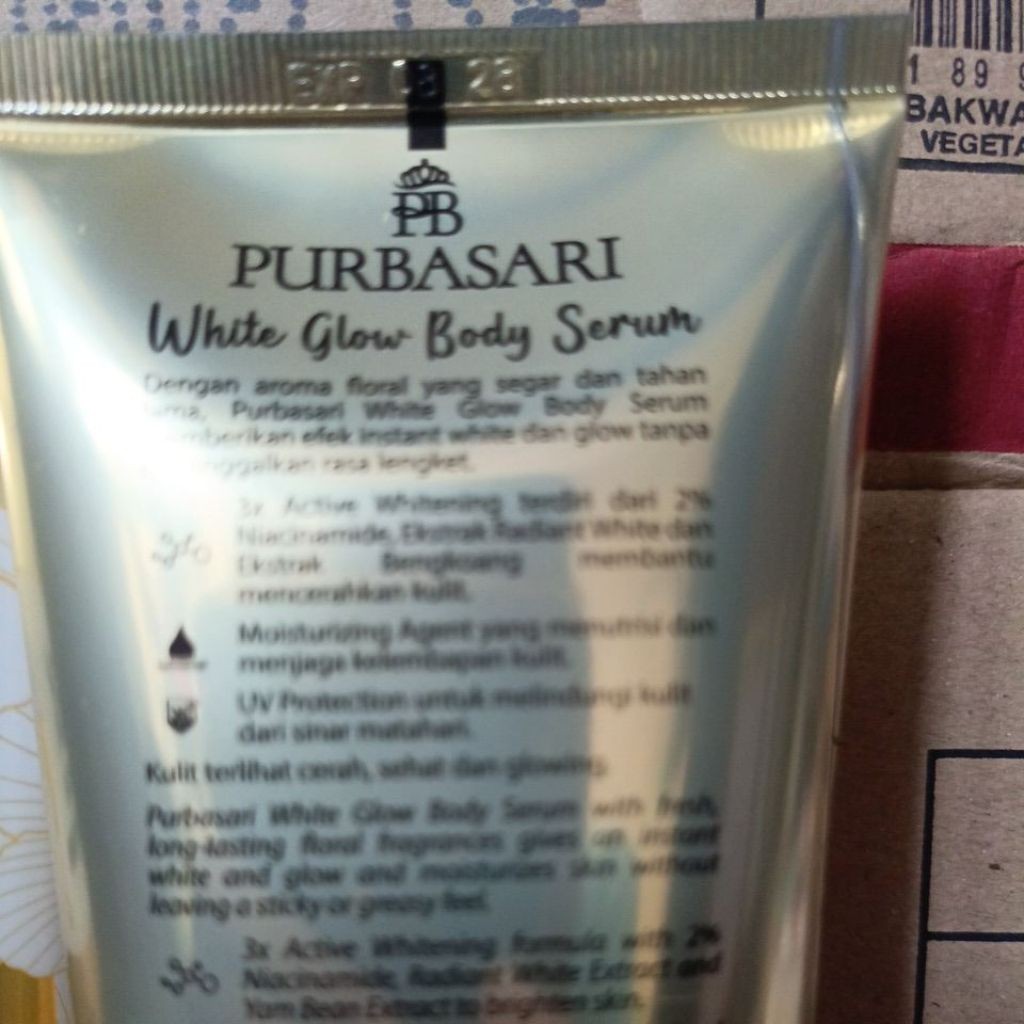 EXP 08 28
1 89 9
BAKWA
VEGETA
PB
PURBASARI
White Glow Body Serum
Dengan aroma floral yang segar dan tahan
lama, Purbasari White Glow Body Serum
memberikan efek instant white dan glow tanpa
meninggalkan rasa lengket.
3x Active Whitening terdiri dari 2%
Niacinamide, Ekstrak Radiant White dan
Ekstrak Bengkoang membantu
mencerahkan kulit.
Moisturizing Agent yang menutrisi dan
menjaga kelembapan kulit.
UV Protection untuk melindungi kulit
dari sinar matahari.
Kulit terlihat cerah, sehat dan glowing.
Purbasari White Glow Body Serum with fresh,
long-lasting floral fragrances gives an instant
white and glow and moisturizes skin without
leaving a sticky or greasy feel.
3x Active Whitening formula with 2%
Niacinamide, Radiant White Extract and
Yam Bean Extract to brighten skin.